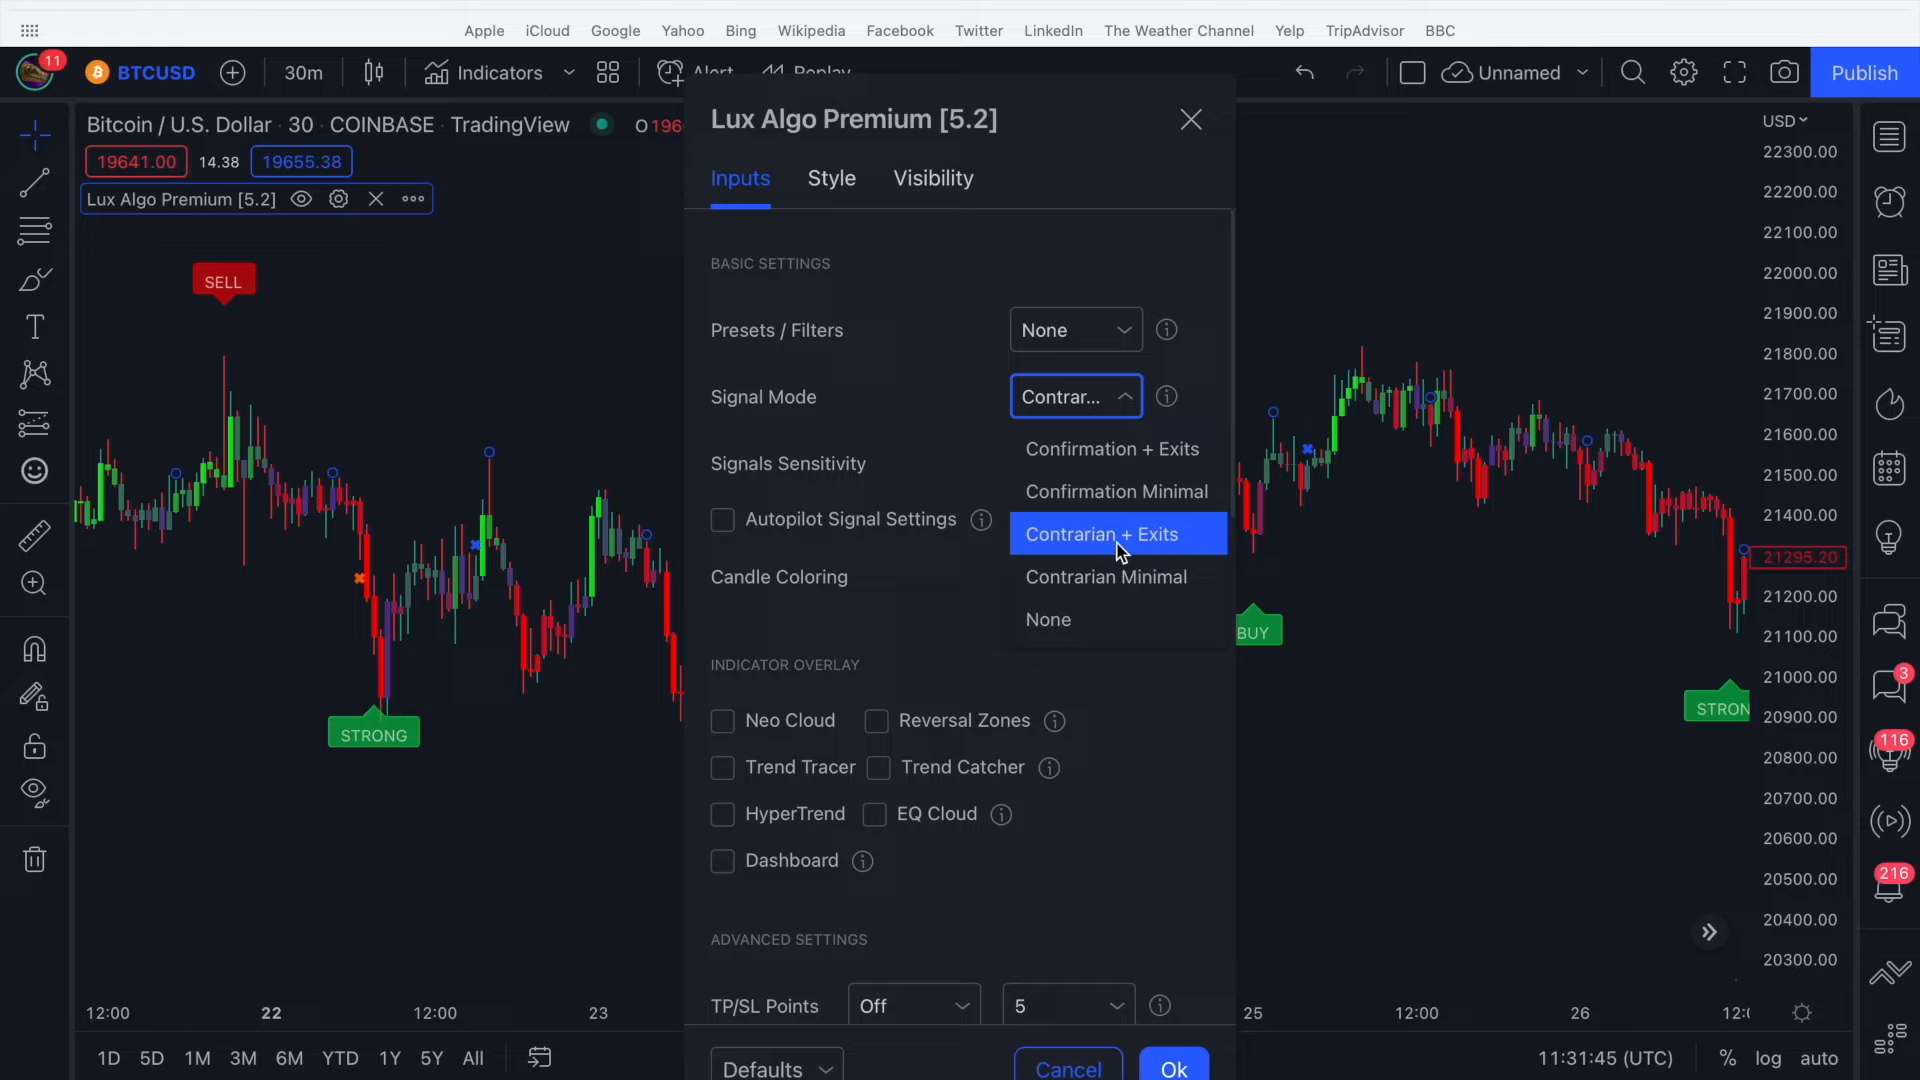 Apple iCloud Google Yahoo Bing Wikipedia Facebook Twitter LinkedIn The Weather Channel Yelp TripAdvisor BBC
11 BTCUSD 30m Indicators Alert Replay Unnamed Publish
Lux Algo Premium [5.2]
Bitcoin / U.S. Dollar · 30 · COINBASE · TradingView O196
19641.00 14.38 19655.38
Lux Algo Premium [5.2]
Inputs Style Visibility
BASIC SETTINGS
Presets / Filters None
Signal Mode Contrar...
Confirmation + Exits
Signals Sensitivity
Confirmation Minimal
Autopilot Signal Settings
Contrarian + Exits
Candle Coloring
Contrarian Minimal
None
INDICATOR OVERLAY
Neo Cloud Reversal Zones
Trend Tracer Trend Catcher
HyperTrend EQ Cloud
Dashboard
ADVANCED SETTINGS
TP/SL Points Off 5
Defaults Cancel Ok
SELL
STRONG
BUY
STRON
USD
22300.00
22200.00
22100.00
22000.00
21900.00
21800.00
21700.00
21600.00
21500.00
21400.00
21295.20
21200.00
21100.00
21000.00
20900.00
20800.00
20700.00
20600.00
20500.00
20400.00
20300.00
3
116
216
12:00 22 12:00 23 25 12:00 26 12:0
1D 5D 1M 3M 6M YTD 1Y 5Y All 11:31:45 (UTC) % log auto